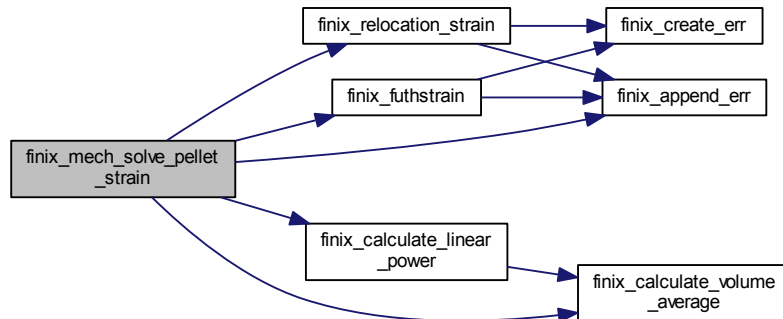 finix_relocation_strain
finix_create_err
finix_futhstrain
finix_append_err
finix_mech_solve_pellet
_strain
finix_calculate_linear
_power
finix_calculate_volume
_average